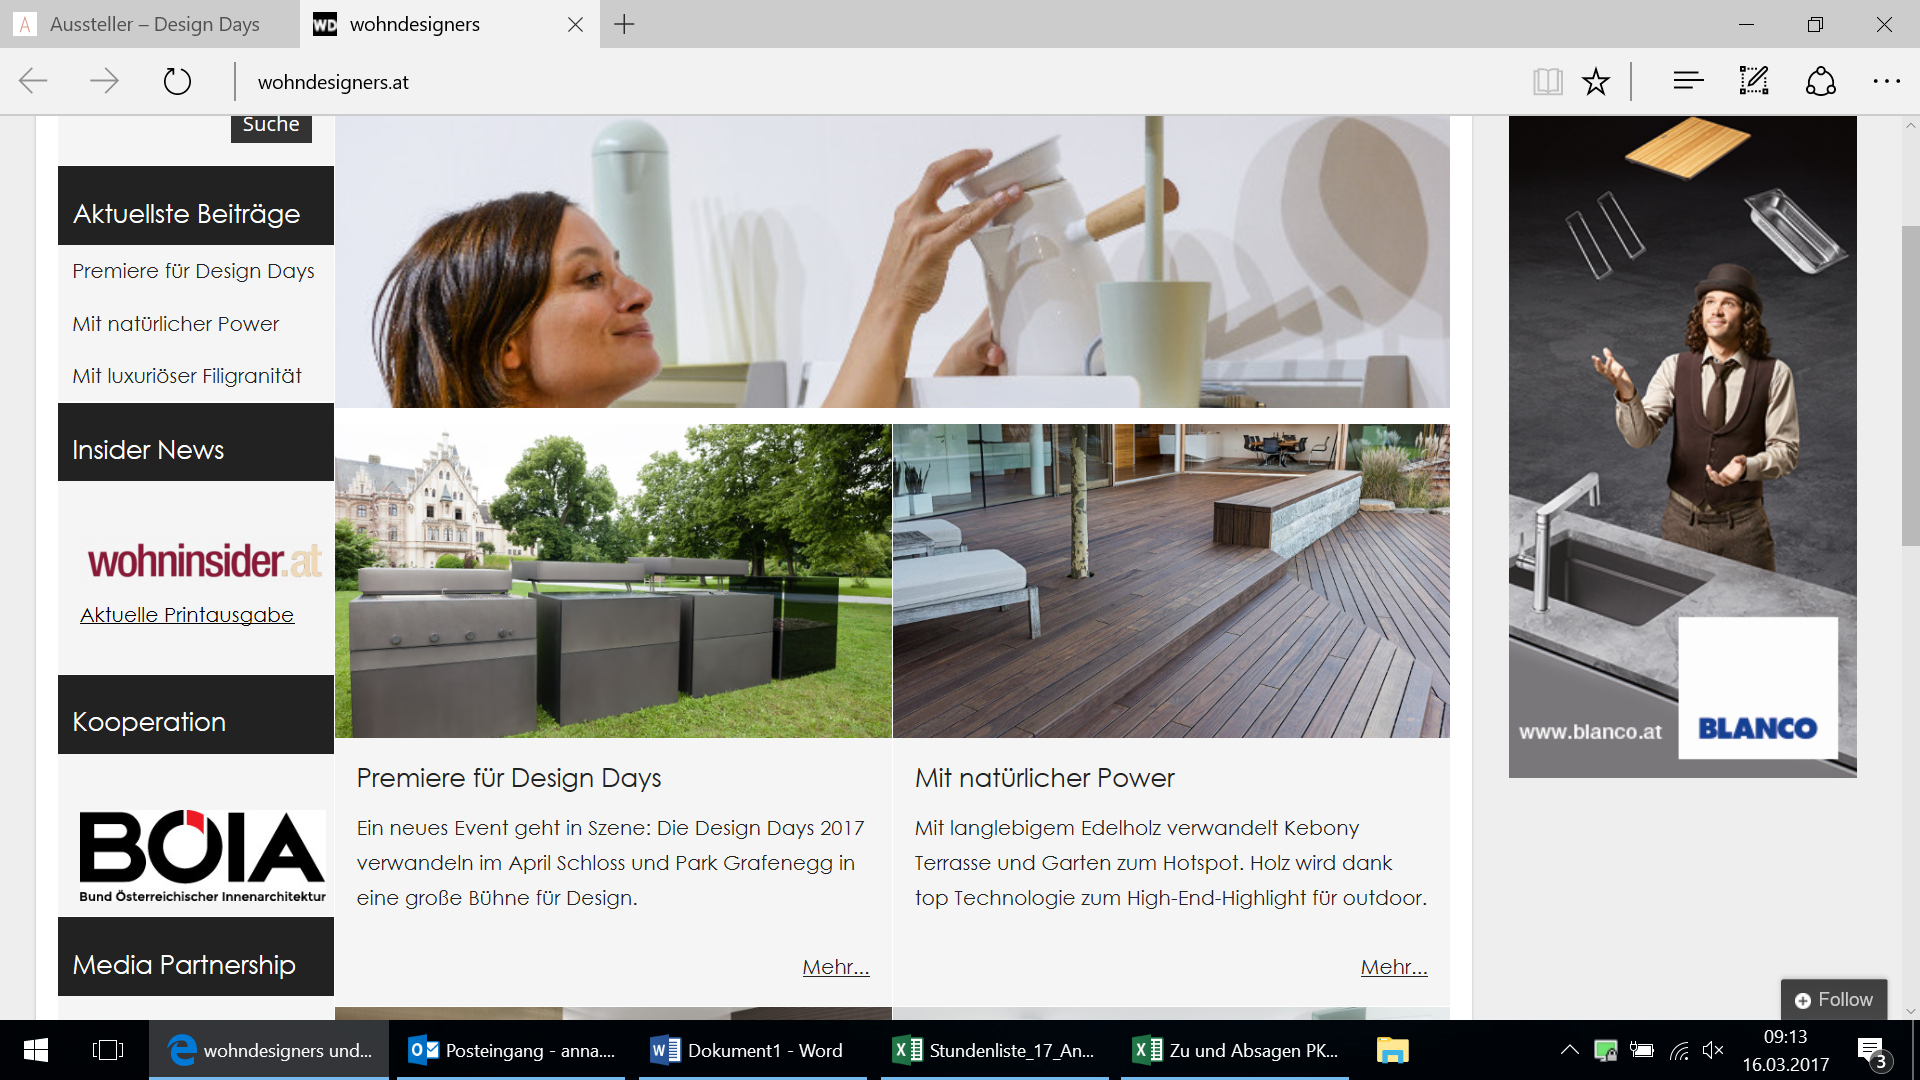 Aussteller – Design Days
WD wohndesigners
wohndesigners.at
Suche
Aktuellste Beiträge
Premiere für Design Days
Mit natürlicher Power
Mit luxuriöser Filigranität
Insider News
wohninsider.at
Aktuelle Printausgabe
Kooperation
BÖIA
Bund Österreichischer Innenarchitektur
Media Partnership
Premiere für Design Days
Ein neues Event geht in Szene: Die Design Days 2017
verwandeln im April Schloss und Park Grafenegg in
eine große Bühne für Design.
Mehr...
Mit natürlicher Power
Mit langlebigem Edelholz verwandelt Kebony
Terrasse und Garten zum Hotspot. Holz wird dank
top Technologie zum High-End-Highlight für outdoor.
Mehr...
www.blanco.at
BLANCO
Follow
wohndesigners und...
Posteingang - anna....
Dokument1 - Word
Stundenliste_17_An...
Zu und Absagen PK...
09:13
16.03.2017
3